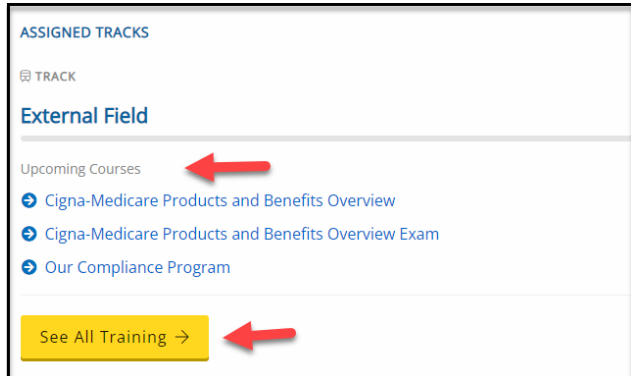 ASSIGNED TRACKS
TRACK
External Field
Upcoming Courses
Cigna-Medicare Products and Benefits Overview
Cigna-Medicare Products and Benefits Overview Exam
Our Compliance Program
See All Training →